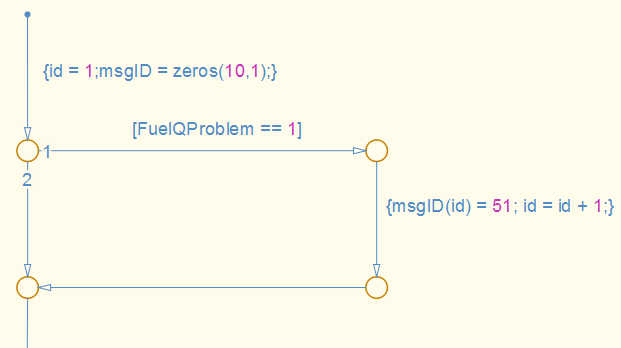 {id = 1;msgID = zeros(10,1);}
[FuelQProblem == 1]
1
2
{msgID(id) = 51; id = id + 1;}